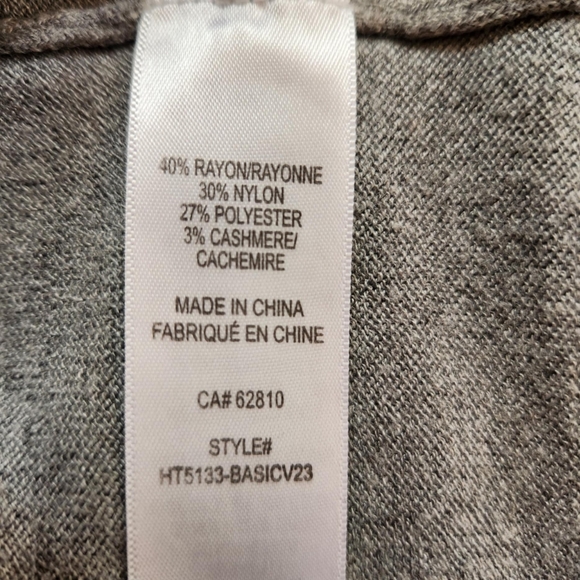 40% RAYON/RAYONNE
30% NYLON
27% POLYESTER
3% CASHMERE/
CACHEMIRE
MADE IN CHINA
FABRIQUÉ EN CHINE
CA# 62810
STYLE#
HT5133-BASICV23